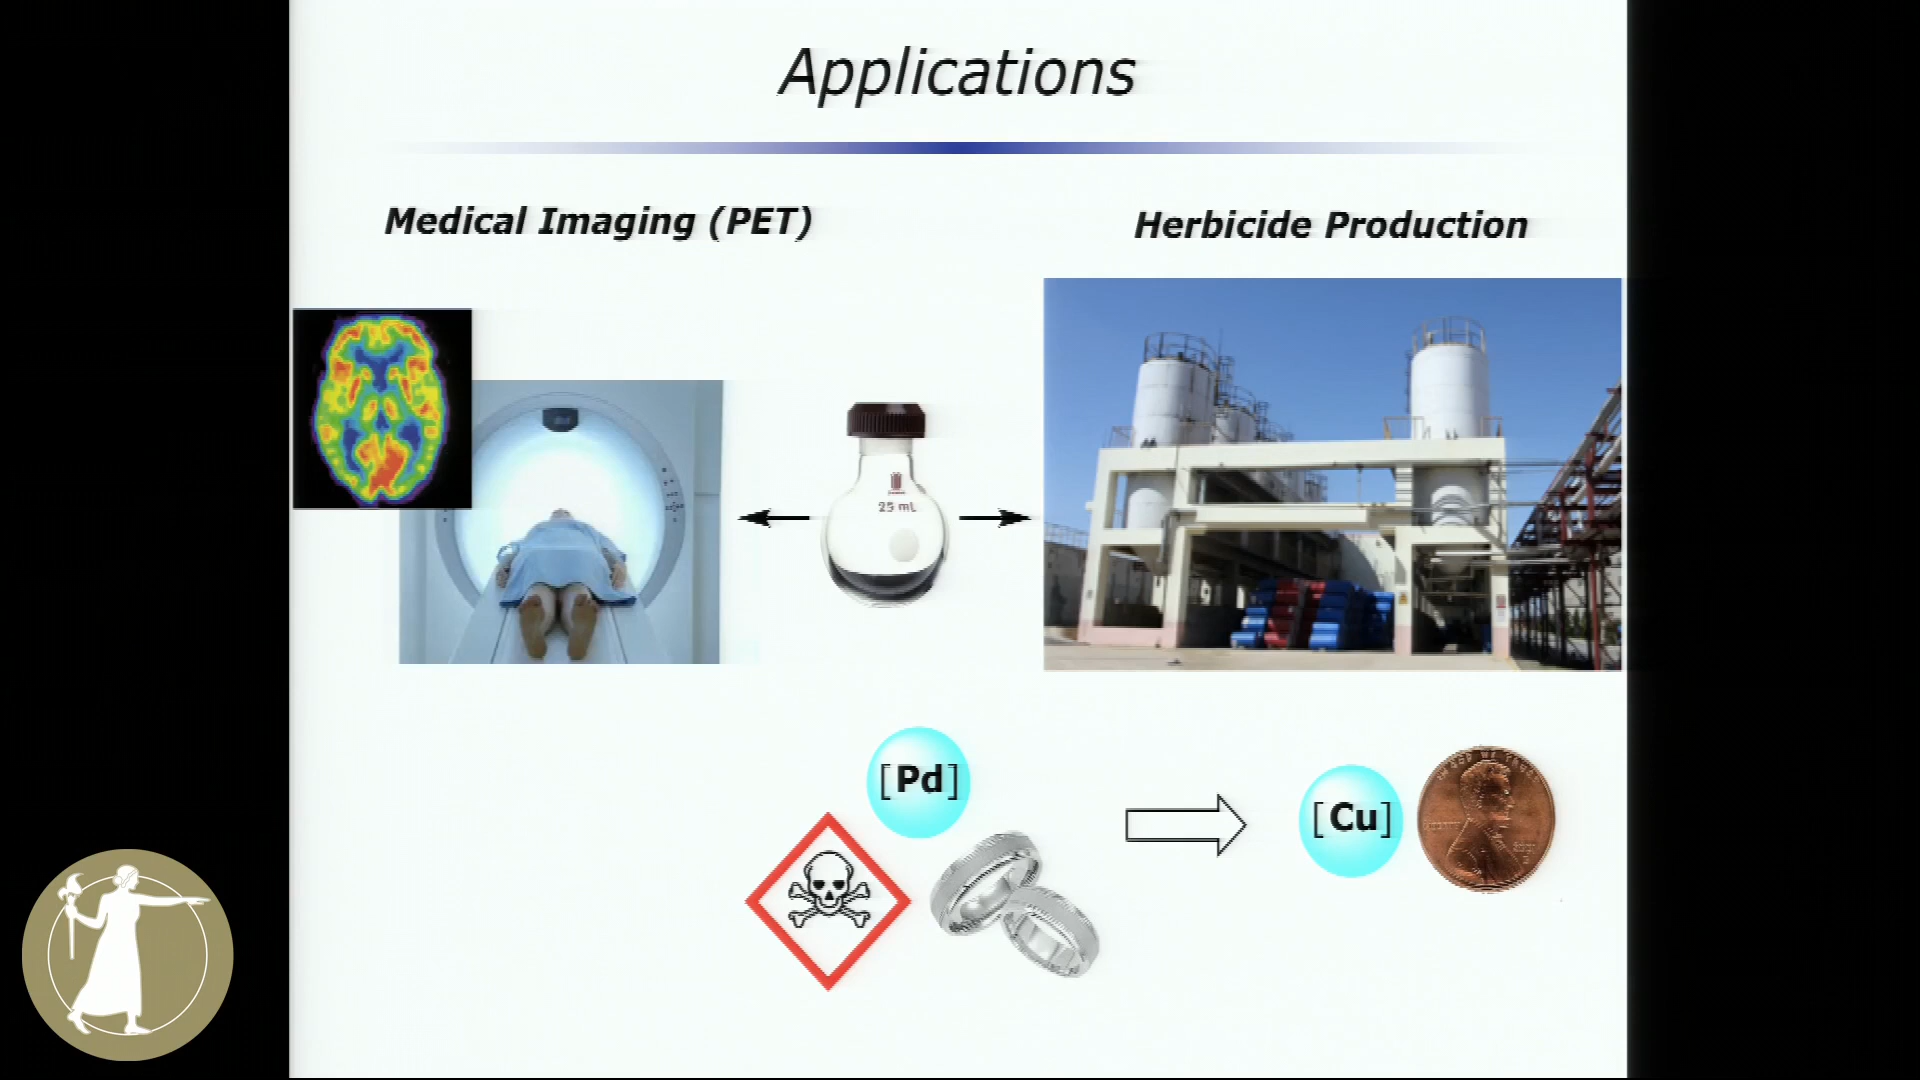 Applications
Medical Imaging (PET)
Herbicide Production
25 mL
[Pd]
[Cu]